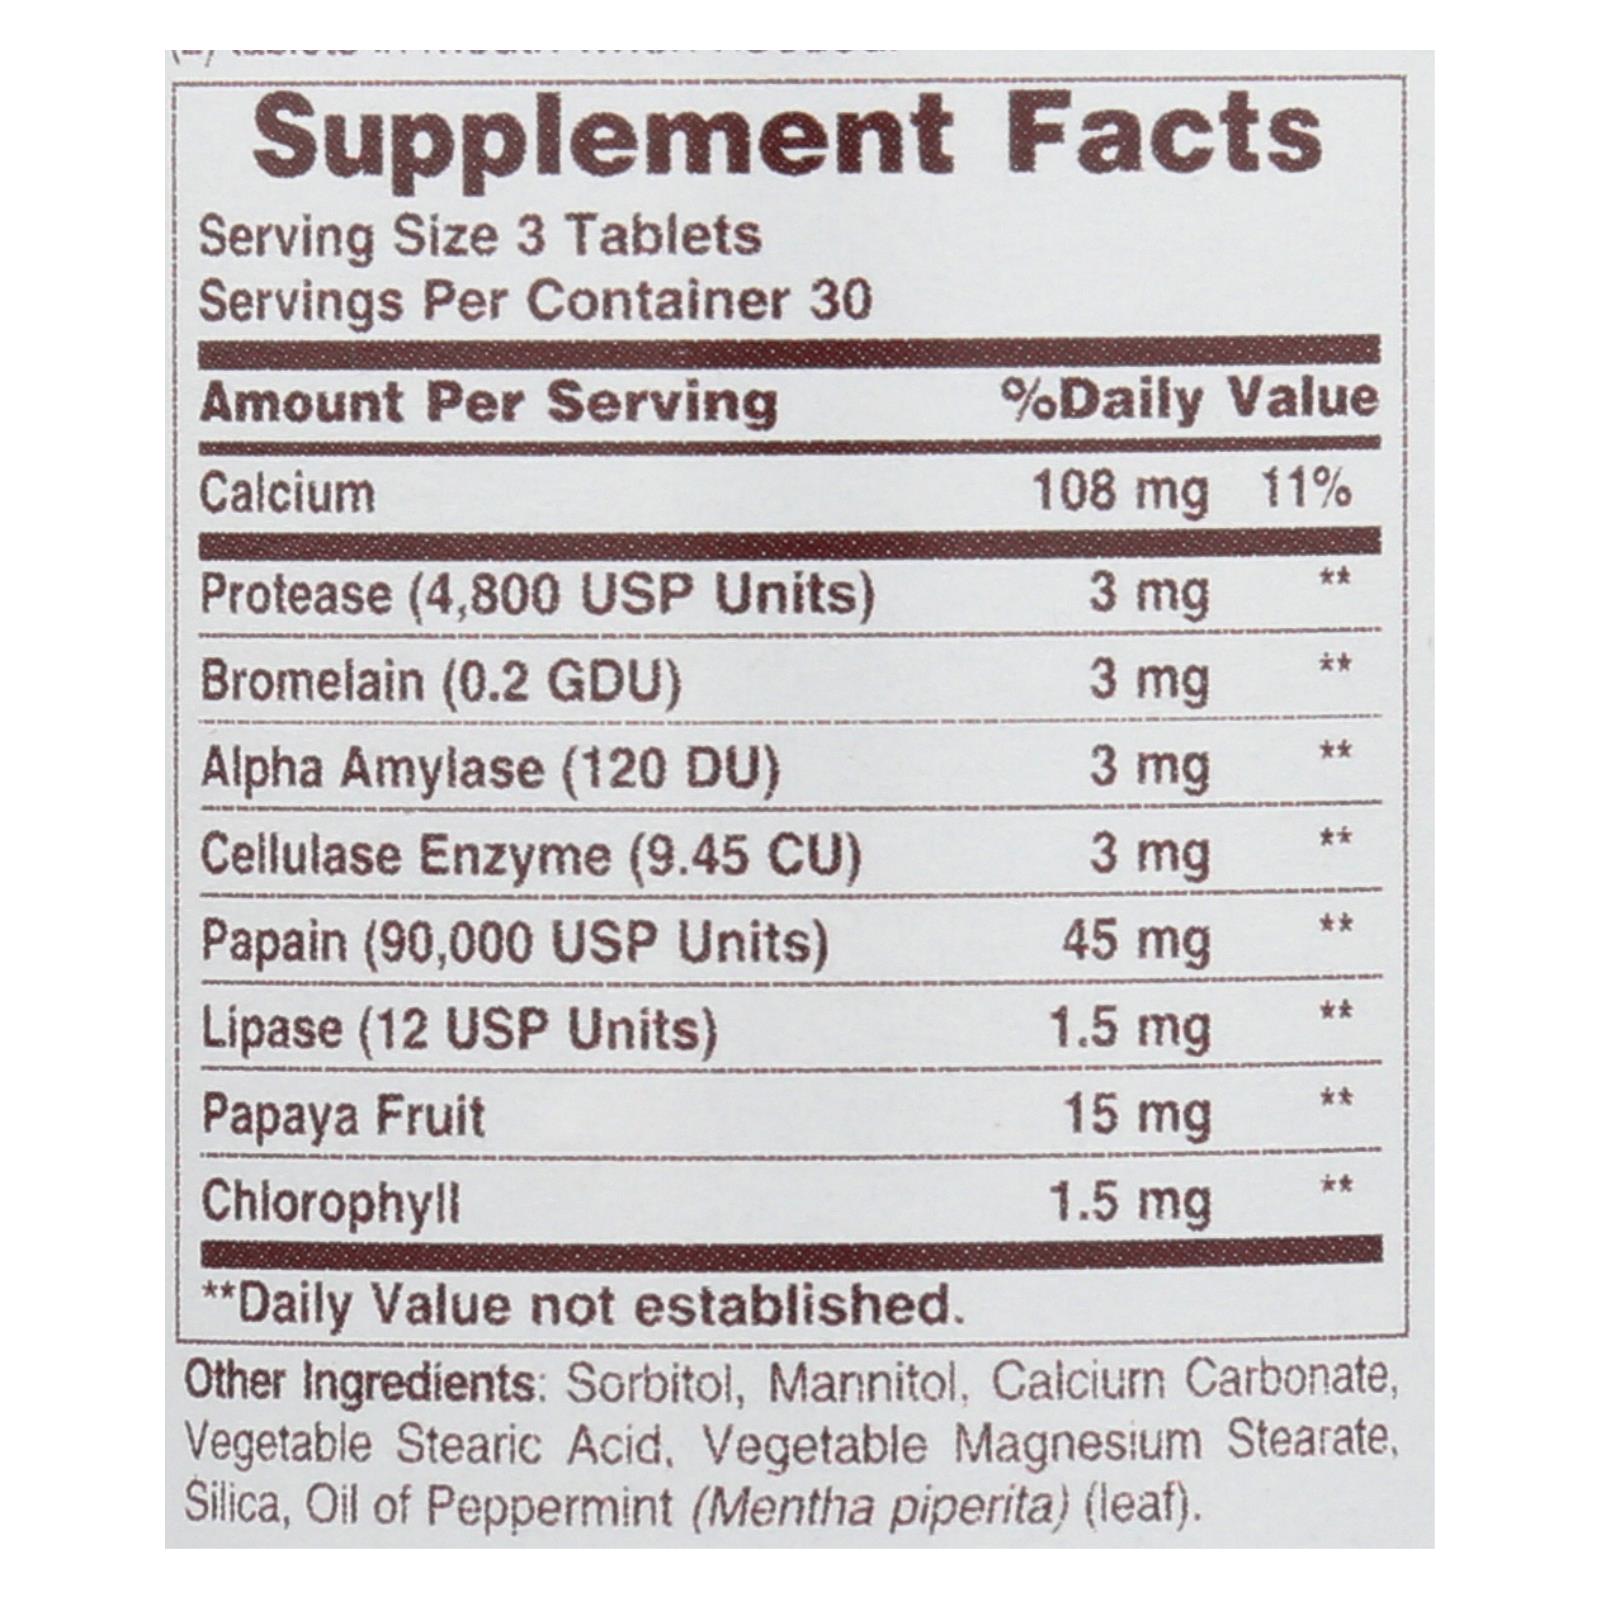 Supplement Facts
Serving Size 3 Tablets
Servings Per Container 30
Amount Per Serving %Daily Value
Calcium 108 mg 11%
Protease (4,800 USP Units) 3 mg **
Bromelain (0.2 GDU) 3 mg **
Alpha Amylase (120 DU) 3 mg **
Cellulase Enzyme (9.45 CU) 3 mg **
Papain (90,000 USP Units) 45 mg **
Lipase (12 USP Units) 1.5 mg **
Papaya Fruit 15 mg **
Chlorophyll 1.5 mg **
**Daily Value not established.
Other Ingredients: Sorbitol, Mannitol, Calcium Carbonate,
Vegetable Stearic Acid, Vegetable Magnesium Stearate,
Silica, Oil of Peppermint (Mentha piperita) (leaf).